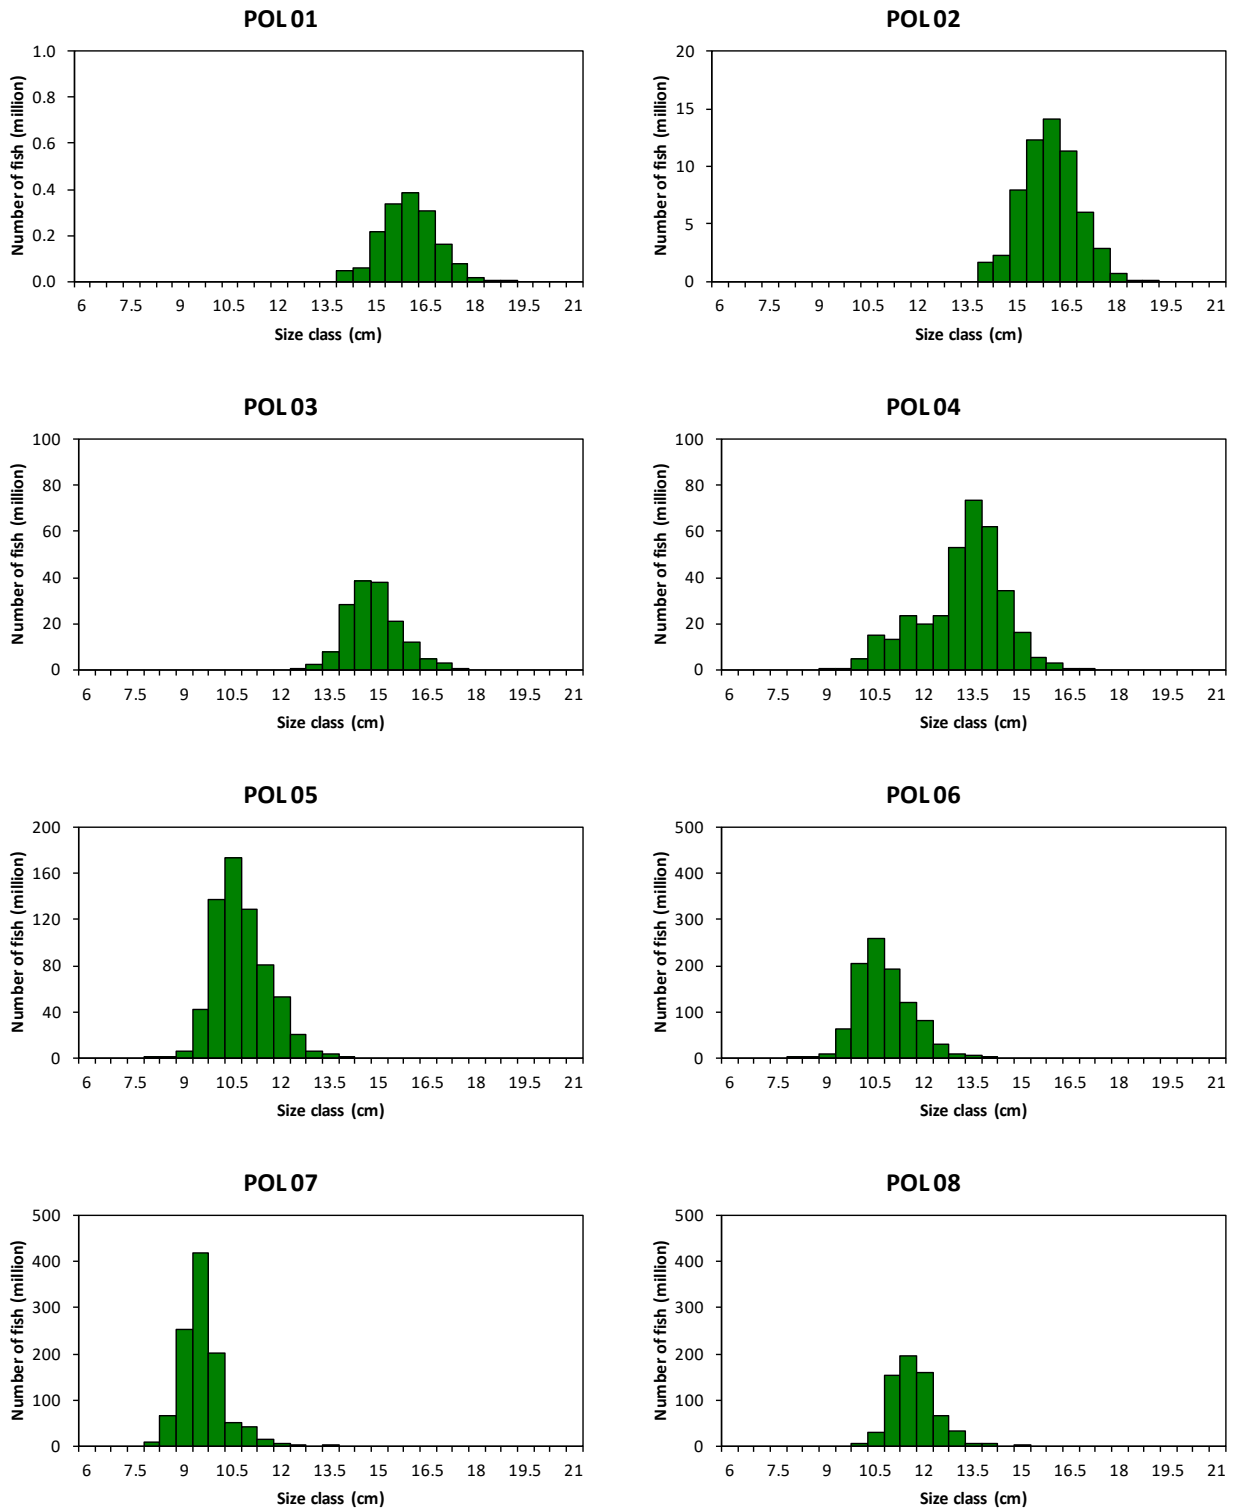 POL 01
POL 02
1.0
0.8
0.6
0.4
0.2
0.0
Number of fish (million)
6 7.5 9 10.5 12 13.5 15 16.5 18 19.5 21
Size class (cm)
20
15
10
5
0
Number of fish (million)
6 7.5 9 10.5 12 13.5 15 16.5 18 19.5 21
Size class (cm)
POL 03
POL 04
100
80
60
40
20
0
Number of fish (million)
6 7.5 9 10.5 12 13.5 15 16.5 18 19.5 21
Size class (cm)
100
80
60
40
20
0
Number of fish (million)
6 7.5 9 10.5 12 13.5 15 16.5 18 19.5 21
Size class (cm)
POL 05
POL 06
200
160
120
80
40
0
Number of fish (million)
6 7.5 9 10.5 12 13.5 15 16.5 18 19.5 21
Size class (cm)
500
400
300
200
100
0
Number of fish (million)
6 7.5 9 10.5 12 13.5 15 16.5 18 19.5 21
Size class (cm)
POL 07
POL 08
500
400
300
200
100
0
Number of fish (million)
6 7.5 9 10.5 12 13.5 15 16.5 18 19.5 21
Size class (cm)
500
400
300
200
100
0
Number of fish (million)
6 7.5 9 10.5 12 13.5 15 16.5 18 19.5 21
Size class (cm)